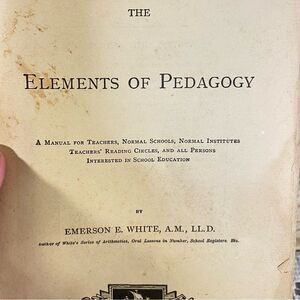 THE
ELEMENTS OF PEDAGOGY
A MANUAL FOR TEACHERS, NORMAL SCHOOLS, NORMAL INSTITUTES
TEACHERS' READING CIRCLES, AND ALL PERSONS
INTERESTED IN SCHOOL EDUCATION
BY
EMERSON E. WHITE, A.M., LL.D.
Author of White's Series of Arithmetics, Oral Lessons in Number, School Registers, Etc.